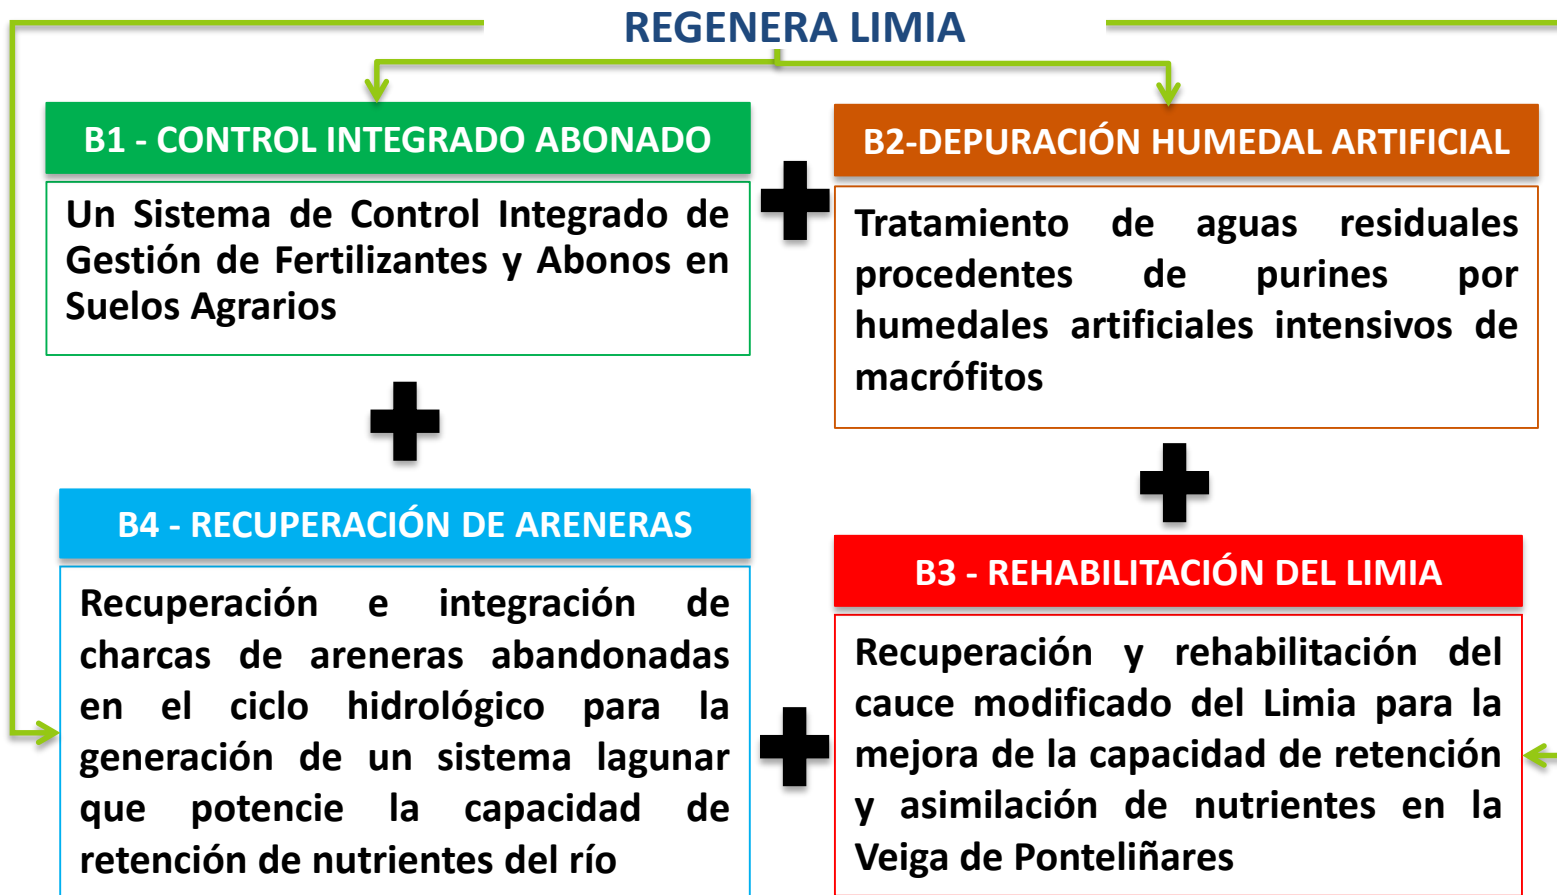 REGENERA LIMIA
B1 - CONTROL INTEGRADO ABONADO
Un Sistema de Control Integrado de
Gestión de Fertilizantes y Abonos en
Suelos Agrarios
B2-DEPURACIÓN HUMEDAL ARTIFICIAL
Tratamiento de aguas residuales
procedentes de purines por
humedales artificiales intensivos de
macrófitos
B4 - RECUPERACIÓN DE ARENERAS
Recuperación e integración de
charcas de areneras abandonadas
en el ciclo hidrológico para la
generación de un sistema lagunar
que potencie la capacidad de
retención de nutrientes del río
B3 - REHABILITACIÓN DEL LIMIA
Recuperación y rehabilitación del
cauce modificado del Limia para la
mejora de la capacidad de retención
y asimilación de nutrientes en la
Veiga de Ponteliñares